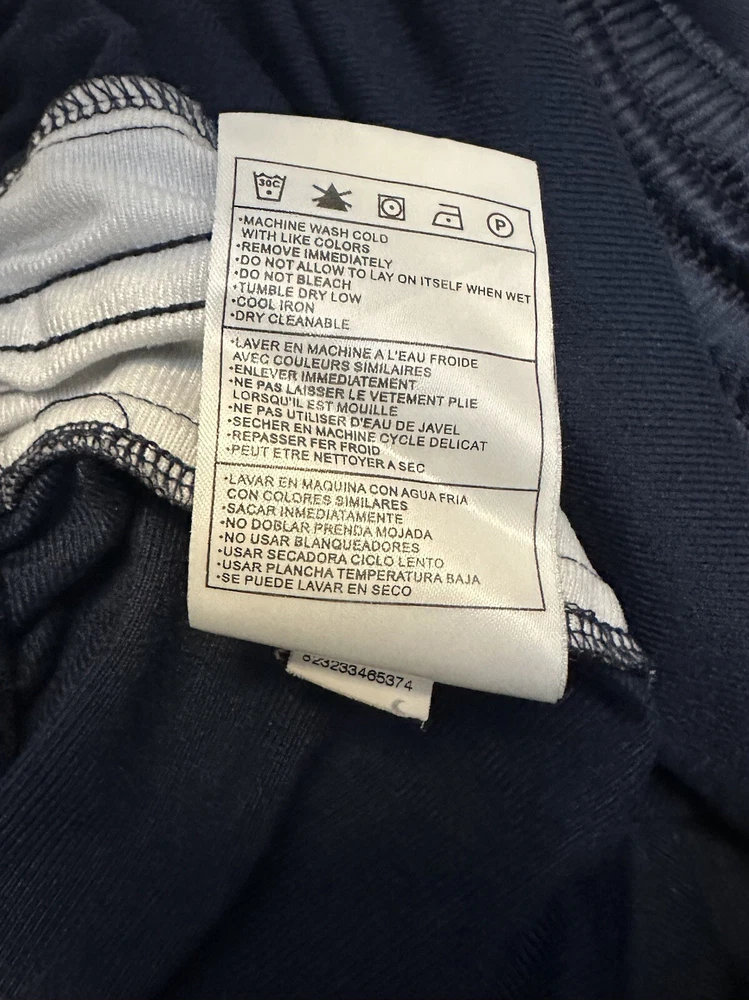 30C
P
•MACHINE WASH COLD
WITH LIKE COLORS
•REMOVE IMMEDIATELY
•DO NOT ALLOW TO LAY ON ITSELF WHEN WET
•DO NOT BLEACH
•TUMBLE DRY LOW
•COOL IRON
•DRY CLEANABLE
•LAVER EN MACHINE A L'EAU FROIDE
AVEC COULEURS SIMILAIRES
•ENLEVER IMMEDIATEMENT
•NE PAS LAISSER LE VETEMENT PLIE
LORSQU'IL EST MOUILLE
•NE PAS UTILISER D'EAU DE JAVEL
•SECHER EN MACHINE CYCLE DELICAT
•REPASSER FER FROID
•PEUT ETRE NETTOYER A SEC
•LAVAR EN MAQUINA CON AGUA FRIA
CON COLORES SIMILARES
•SACAR INMEDIATAMENTE
•NO DOBLAR PRENDA MOJADA
•NO USAR BLANQUEADORES
•USAR SECADORA CICLO LENTO
•USAR PLANCHA TEMPERATURA BAJA
•SE PUEDE LAVAR EN SECO
823233465374